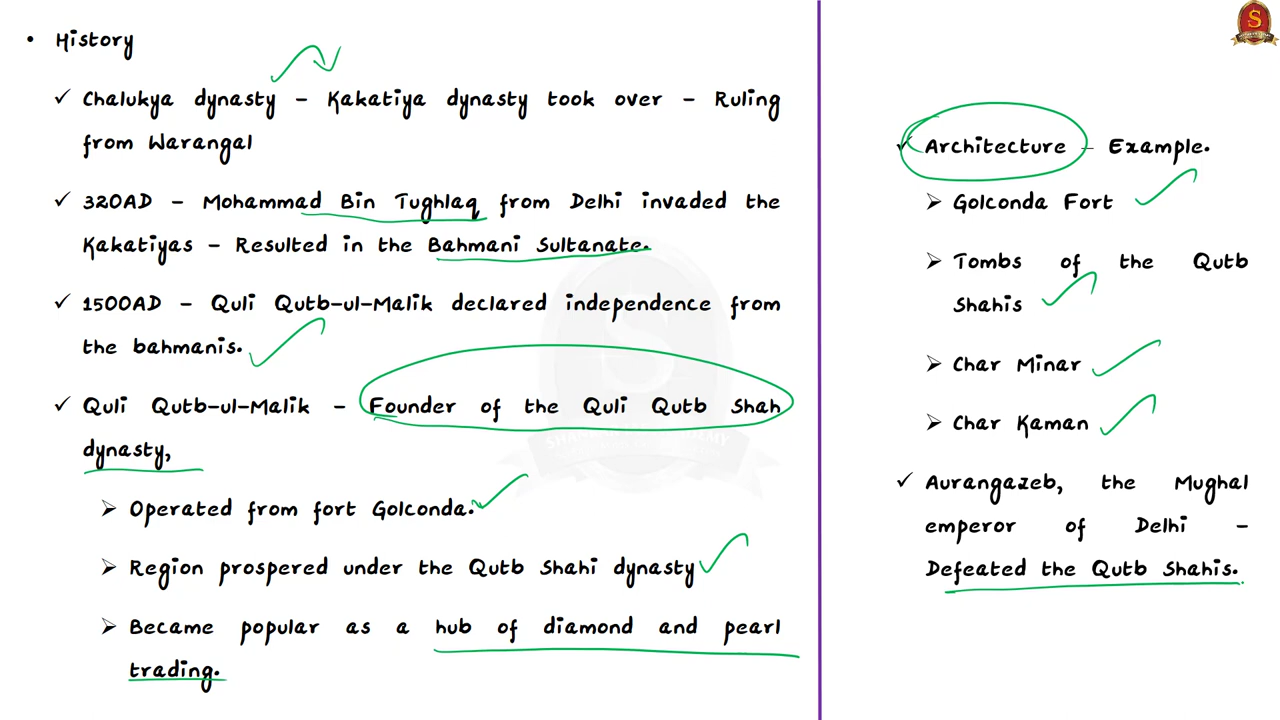 • History
✓ Chalukya dynasty – Kakatiya dynasty took over – Ruling
from Warangal
✓ 320AD – Mohammad Bin Tughlaq from Delhi invaded the
Kakatiyas – Resulted in the Bahmani Sultanate.
✓ 1500AD – Quli Qutb-ul-Malik declared independence from
the bahmanis.
✓ Quli Qutb-ul-Malik – Founder of the Quli Qutb Shah
dynasty,
➢ Operated from fort Golconda.
➢ Region prospered under the Qutb Shahi dynasty
➢ Became popular as a hub of diamond and pearl
trading.
✓ Architecture – Example.
➢ Golconda Fort
➢ Tombs of the Qutb
Shahis
➢ Char Minar
➢ Char Kaman
✓ Aurangazeb, the Mughal
emperor of Delhi –
Defeated the Qutb Shahis.
S